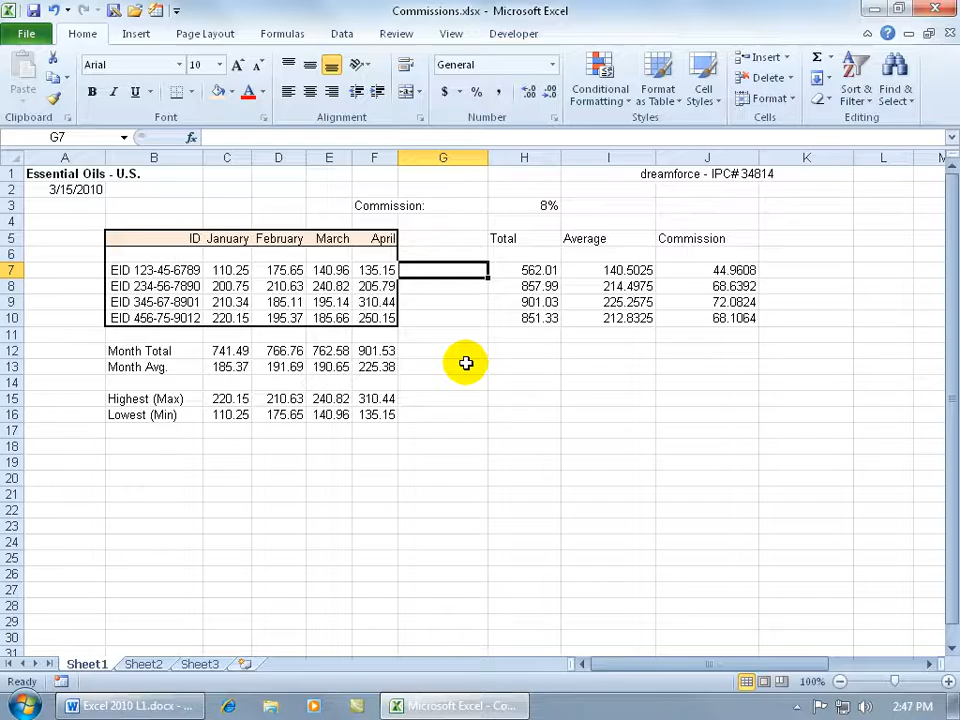 Commissions.xlsx - Microsoft Excel
File Home Insert Page Layout Formulas Data Review View Developer
Paste Arial 10 General Conditional Formatting Format as Table Cell Styles Insert Delete Format Sort & Filter Find & Select
Clipboard Font Alignment Number Styles Cells Editing
G7 fx
A B C D E F G H I J K L M
1 Essential Oils - U.S. dreamforce - IPC# 34814
2 3/15/2010
3 Commission: 8%
4
5 ID January February March April Total Average Commission
6
7 EID 123-45-6789 110.25 175.65 140.96 135.15 562.01 140.5025 44.9608
8 EID 234-56-7890 200.75 210.63 240.82 205.79 857.99 214.4975 68.6392
9 EID 345-67-8901 210.34 185.11 195.14 310.44 901.03 225.2575 72.0824
10 EID 456-75-9012 220.15 195.37 185.66 250.15 851.33 212.8325 68.1064
11
12 Month Total 741.49 766.76 762.58 901.53
13 Month Avg. 185.37 191.69 190.65 225.38
14
15 Highest (Max) 220.15 210.63 240.82 310.44
16 Lowest (Min) 110.25 175.65 140.96 135.15
17
18
19
20
21
22
23
24
25
26
27
28
29
30
31
Sheet1 Sheet2 Sheet3
Ready 100%
Excel 2010 L1.docx - ... Microsoft Excel - Co... 2:47 PM